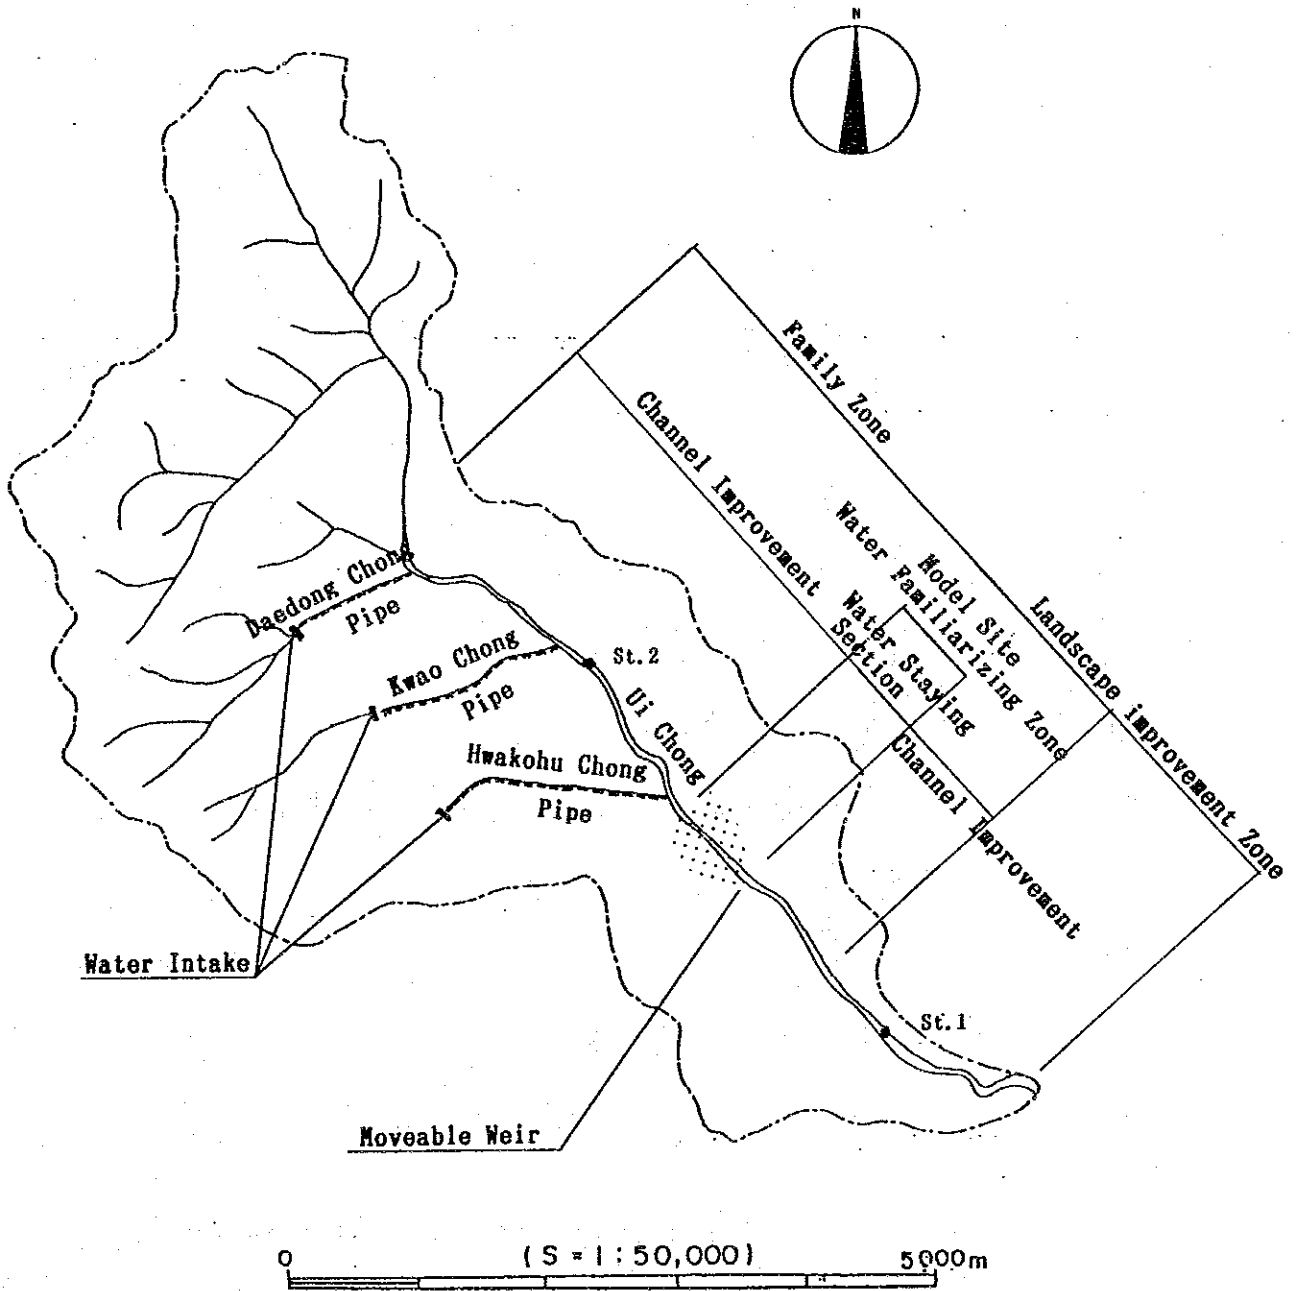 N
Family Zone
Channel Improvement
Water Familiarizing Zone
Model Site
Landscape improvement Zone
Water Staying
Section
Channel Improvement
Daedong Chong
Pipe
Kwao Chong
Pipe
St.2
Ui Chong
Hwakohu Chong
Pipe
Water Intake
St.1
Moveable Weir
0
(S=1:50,000)
5000m